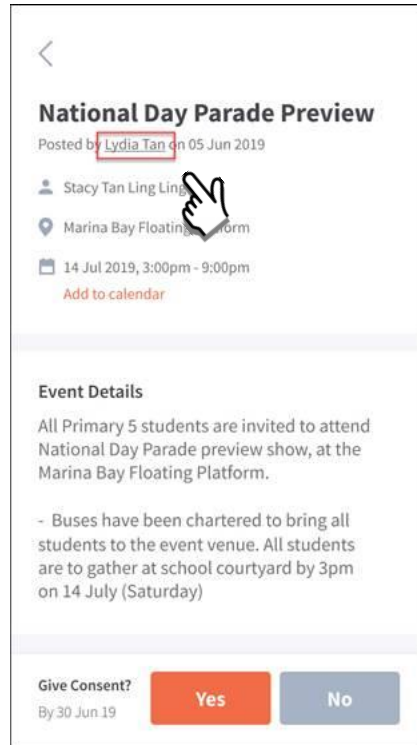 National Day Parade Preview
Posted by Lydia Tan on 05 Jun 2019
Stacy Tan Ling Ling
Marina Bay Floating
14 Jul 2019, 3:00pm - 9:00pm
Add to calendar
Event Details
All Primary 5 students are invited to attend
National Day Parade preview show, at the
Marina Bay Floating Platform.
- Buses have been chartered to bring all
students to the event venue. All students
are to gather at school courtyard by 3pm
on 14 July (Saturday)
Give Consent?
By 30 Jun 19
Yes
No